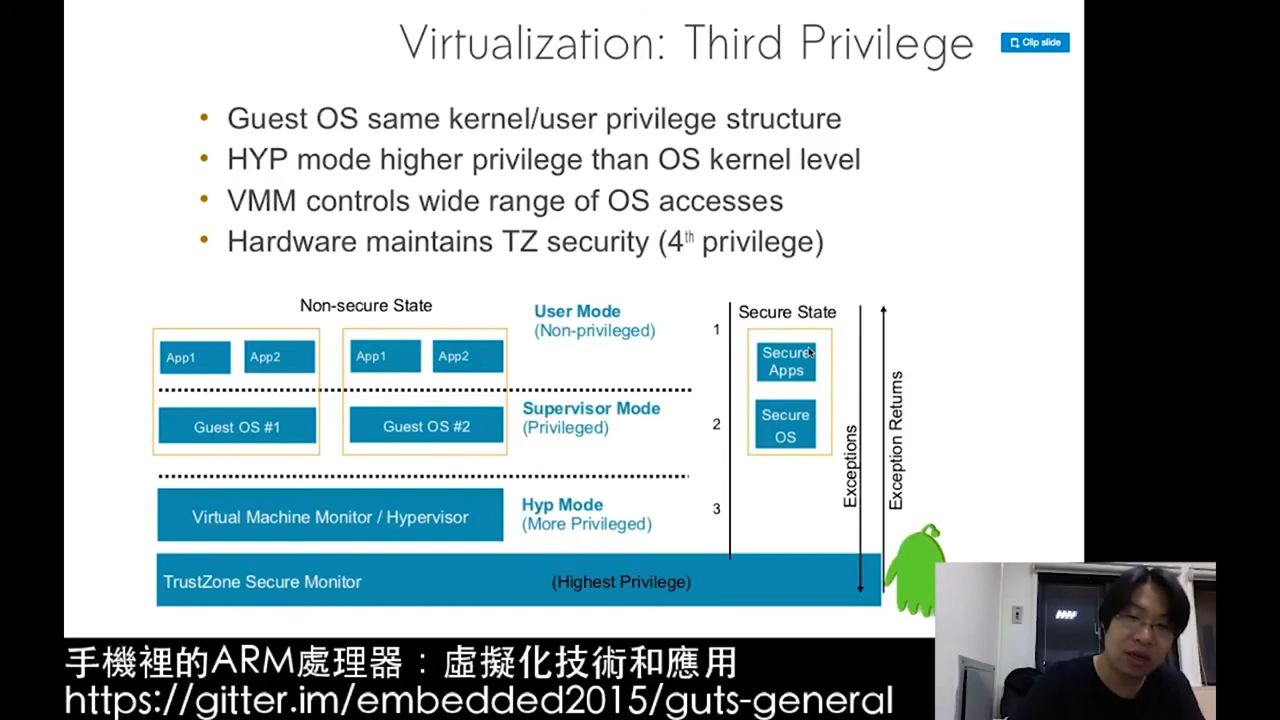 Virtualization: Third Privilege
Clip slide
• Guest OS same kernel/user privilege structure
• HYP mode higher privilege than OS kernel level
• VMM controls wide range of OS accesses
• Hardware maintains TZ security (4th privilege)
Non-secure State
User Mode
(Non-privileged)
1
Secure State
App1
App2
App1
App2
Secure
Apps
Supervisor Mode
(Privileged)
2
Guest OS #1
Guest OS #2
Secure
OS
Exceptions
Exception Returns
Virtual Machine Monitor / Hypervisor
Hyp Mode
(More Privileged)
3
TrustZone Secure Monitor
(Highest Privilege)
手機裡的ARM處理器：虛擬化技術和應用
https://gitter.im/embedded2015/guts-general